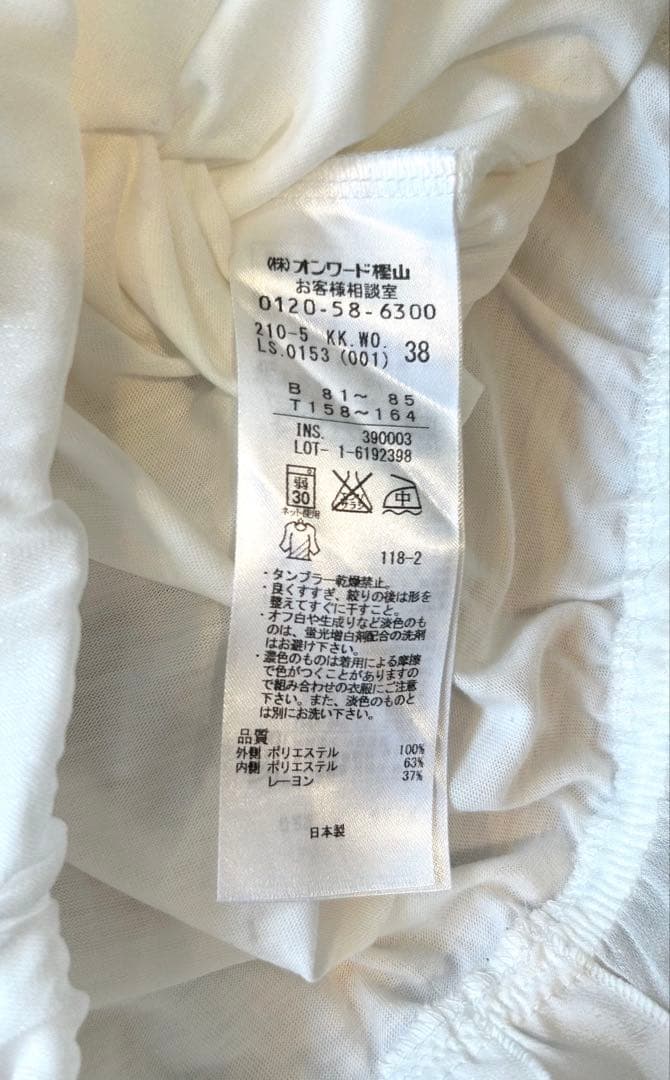 (株)オンワード樫山
お客様相談室
0120-58-6300
210-5 KK.WO. 38
LS.0153 (001)
B 81～ 85
T 158～164
INS. 390003
LOT- 1-6192398
弱
30
ネット使用
エンソ
サラシ
中
118-2
・タンブラー乾燥禁止。
・良くすすぎ、絞りの後は形を
整えてすぐに干すこと。
・オフ白や生成りなど淡色のも
のは、蛍光増白剤配合の洗剤
はお避け下さい。
・濃色のものは着用による摩擦
で色がつくことがありますの
で組み合わせの衣服にご注意
下さい。また、淡色のものと
は別にお洗い下さい。
品質
外側 ポリエステル 100%
内側 ポリエステル 63%
レーヨン 37%
日本製